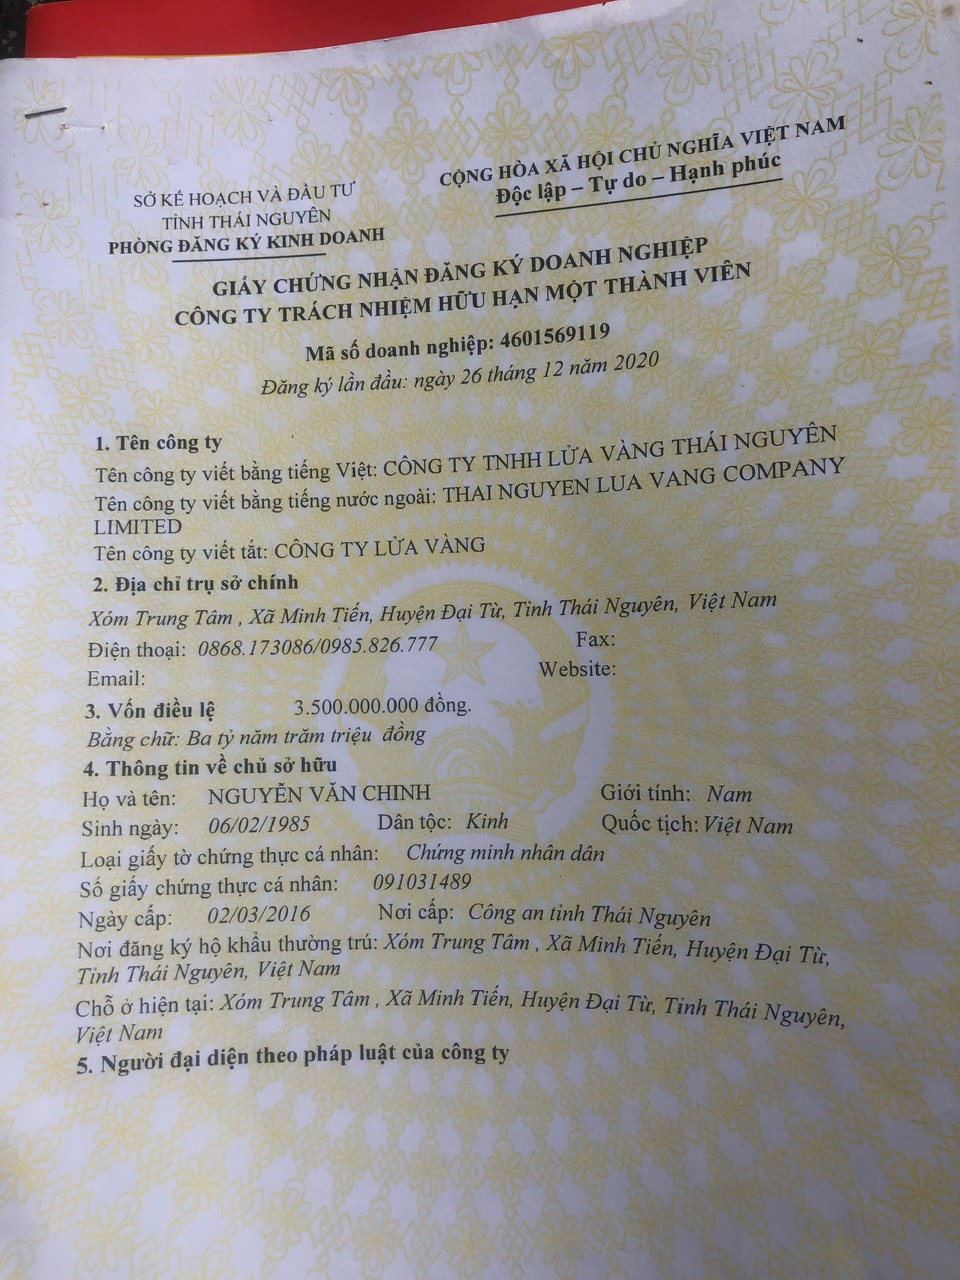 SỞ KẾ HOẠCH VÀ ĐẦU TƯ
TỈNH THÁI NGUYÊN
PHÒNG ĐĂNG KÝ KINH DOANH
CỘNG HÒA XÃ HỘI CHỦ NGHĨA VIỆT NAM
Độc lập – Tự do – Hạnh phúc
GIẤY CHỨNG NHẬN ĐĂNG KÝ DOANH NGHIỆP
CÔNG TY TRÁCH NHIỆM HỮU HẠN MỘT THÀNH VIÊN
Mã số doanh nghiệp: 4601569119
Đăng ký lần đầu: ngày 26 tháng 12 năm 2020
1. Tên công ty
Tên công ty viết bằng tiếng Việt: CÔNG TY TNHH LỬA VÀNG THÁI NGUYÊN
Tên công ty viết bằng tiếng nước ngoài: THAI NGUYEN LUA VANG COMPANY
LIMITED
Tên công ty viết tắt: CÔNG TY LỬA VÀNG
2. Địa chỉ trụ sở chính
Xóm Trung Tâm , Xã Minh Tiến, Huyện Đại Từ, Tỉnh Thái Nguyên, Việt Nam
Điện thoại: 0868.173086/0985.826.777 Fax:
Email: Website:
3. Vốn điều lệ 3.500.000.000 đồng.
Bằng chữ: Ba tỷ năm trăm triệu đồng
4. Thông tin về chủ sở hữu
Họ và tên: NGUYỄN VĂN CHINH Giới tính: Nam
Sinh ngày: 06/02/1985 Dân tộc: Kinh Quốc tịch: Việt Nam
Loại giấy tờ chứng thực cá nhân: Chứng minh nhân dân
Số giấy chứng thực cá nhân: 091031489
Ngày cấp: 02/03/2016 Nơi cấp: Công an tỉnh Thái Nguyên
Nơi đăng ký hộ khẩu thường trú: Xóm Trung Tâm , Xã Minh Tiến, Huyện Đại Từ,
Tỉnh Thái Nguyên, Việt Nam
Chỗ ở hiện tại: Xóm Trung Tâm , Xã Minh Tiến, Huyện Đại Từ, Tỉnh Thái Nguyên,
Việt Nam
5. Người đại diện theo pháp luật của công ty